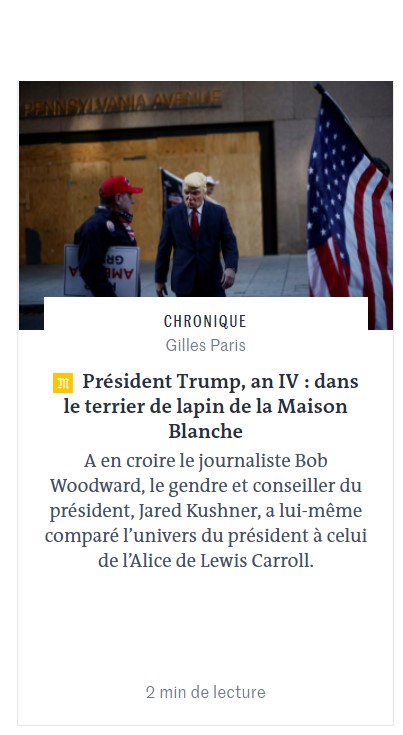 PENNSYLVANIA AVENUE
AMERICA
GREAT
CHRONIQUE
Gilles Paris
Président Trump, an IV : dans
le terrier de lapin de la Maison
Blanche
A en croire le journaliste Bob
Woodward, le gendre et conseiller du
président, Jared Kushner, a lui-même
comparé l’univers du président à celui
de l’Alice de Lewis Carroll.
2 min de lecture